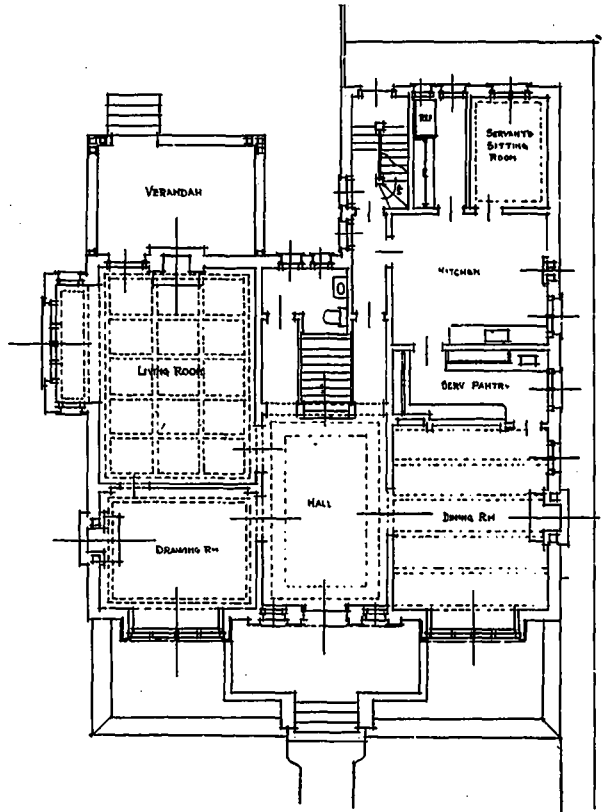 SERVANTS
SITTING
ROOM
VERANDAH
KITCHEN
LIVING ROOM
SERV PANTRY
HALL
DINING RM
DRAWING RM